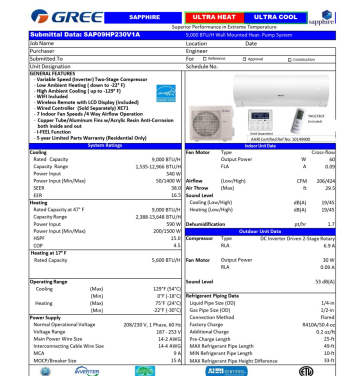 GREE SAPPHIRE ULTRA HEAT ULTRA COOL sapphire
Superior Performance in Extreme Temperature
Submittal Data: SAP09HP230V1A 9,000 BTU/H Wall Mounted Heat- Pump System
Job Name Location Date
Purchaser Engineer
Submitted To For Reference Approval Construction
Unit Designation Schedule No.
GENERAL FEATURES
- Variable Speed (Inverter) Two-Stage Compressor
- Low Ambient Heating ( down to -22° F)
- High Ambient Cooling ( up to -129° F)
- WIFI Included
- Wireless Remote with LCD Display (included)
- Wired Controller (Sold Separately) XE71
- 7 Indoor Fan Speeds /4 Way Airflow Operation
- Copper Tube/Aluminum Fins w/Acrylic Resin Anti-Corrosion
both inside and out
- I-FEEL Function
- 5 year Limited Parts Warranty (Residential Only)
(Included)
AHRI Certified Ref No: 10149900
System Ratings Indoor Unit Data
Cooling Fan Motor Type Cross-flow
Rated Capacity 9,000 BTU/H Output Power W 60
Capacity Range 1,535-12,966 BTU/H FLA A 0.09
Power Input 540 W
Power Input (Min/Max) 50/1400 W Airflow (Low/High) CFM 206/424
SEER 38.0 Air Throw (Max) ft 29.5
EER 16.5 Sound Level
Heating Cooling (Low/High) dB(A) 19/45
Rated Capacity at 47° F 9,000 BTU/H Heating (Low/High) dB(A) 19/45
Capacity Range 2,388-13,648 BTU/H
Power Input 590 W Dehumidification pt/hr 1.7
Power Input (Min/Max) 200/1500 W Outdoor Unit Data
HSPF 15.0 Compressor Type DC Inverter Driven 2-Stage Rotary
COP 4.5 RLA 6.9 A
Heating at 17° F
Rated Capacity 5,600 BTU/H Fan Motor Output Power 30 W
RLA 0.09 A
Operating Range Sound Level 53 dB(A)
Cooling (Max) 129°F (54°C)
(Min) 0°F (-18°C) Refrigerant Piping Data
Heating (Max) 75°F (24°C) Liquid Pipe Size (OD) 1/4-in
(Min) -22°F (-30°C) Gas Pipe Size (OD) 1/2-in
Power Supply Connection Method Flared
Normal Operational Voltage 208/230 V, 1 Phase, 60 Hz Factory Charge R410A/50.4 oz
Voltage Range 187 - 253 V Additional Charge 0.2 oz/ft
Main Power Wire Size 14-2 AWG Pre-Charge Length 25-ft
Interconnecting Cable Wire Size 14-4 AWG MAX Refrigerant Pipe Length 49-ft
MCA 9 A MIN Refrigerant Pipe Length 10-ft
MOCP/Breaker Size 15 A MAX Refrigerant Pipe Height Difference 33-ft
INVERTER